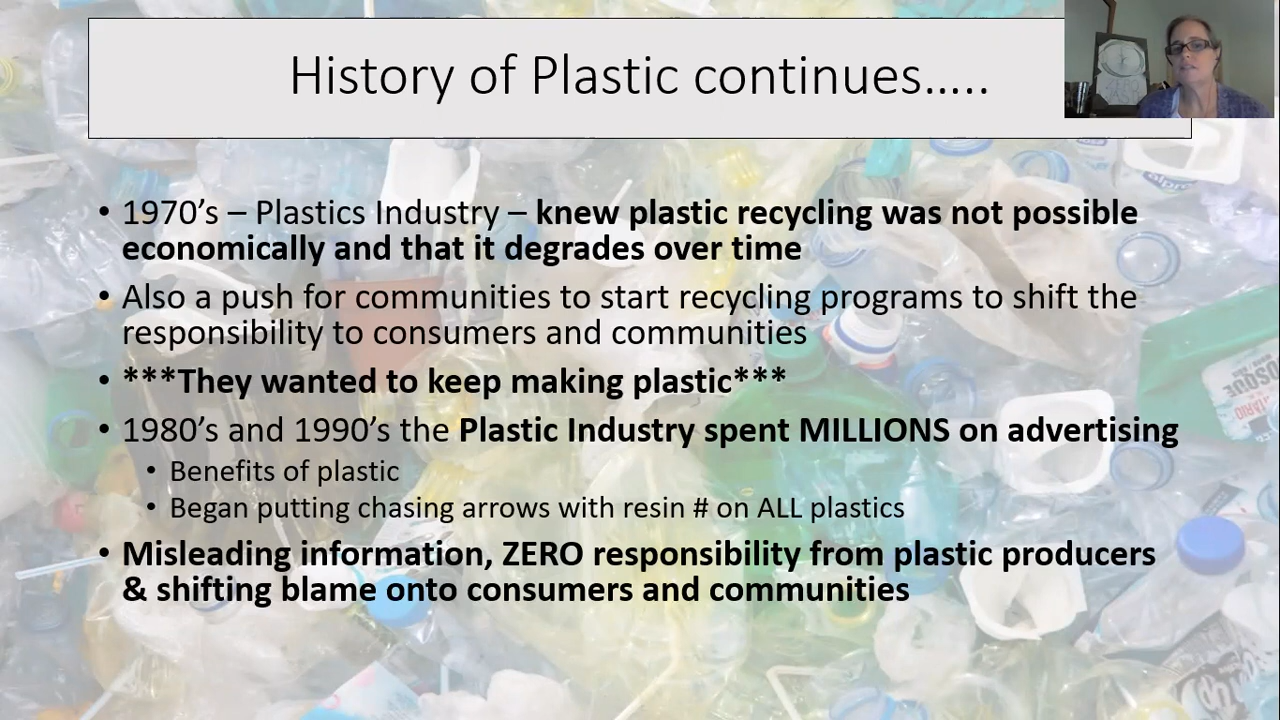 History of Plastic continues…..
• 1970’s – Plastics Industry – knew plastic recycling was not possible
economically and that it degrades over time
• Also a push for communities to start recycling programs to shift the
responsibility to consumers and communities
• ***They wanted to keep making plastic***
• 1980’s and 1990’s the Plastic Industry spent MILLIONS on advertising
• Benefits of plastic
• Began putting chasing arrows with resin # on ALL plastics
• Misleading information, ZERO responsibility from plastic producers
& shifting blame onto consumers and communities